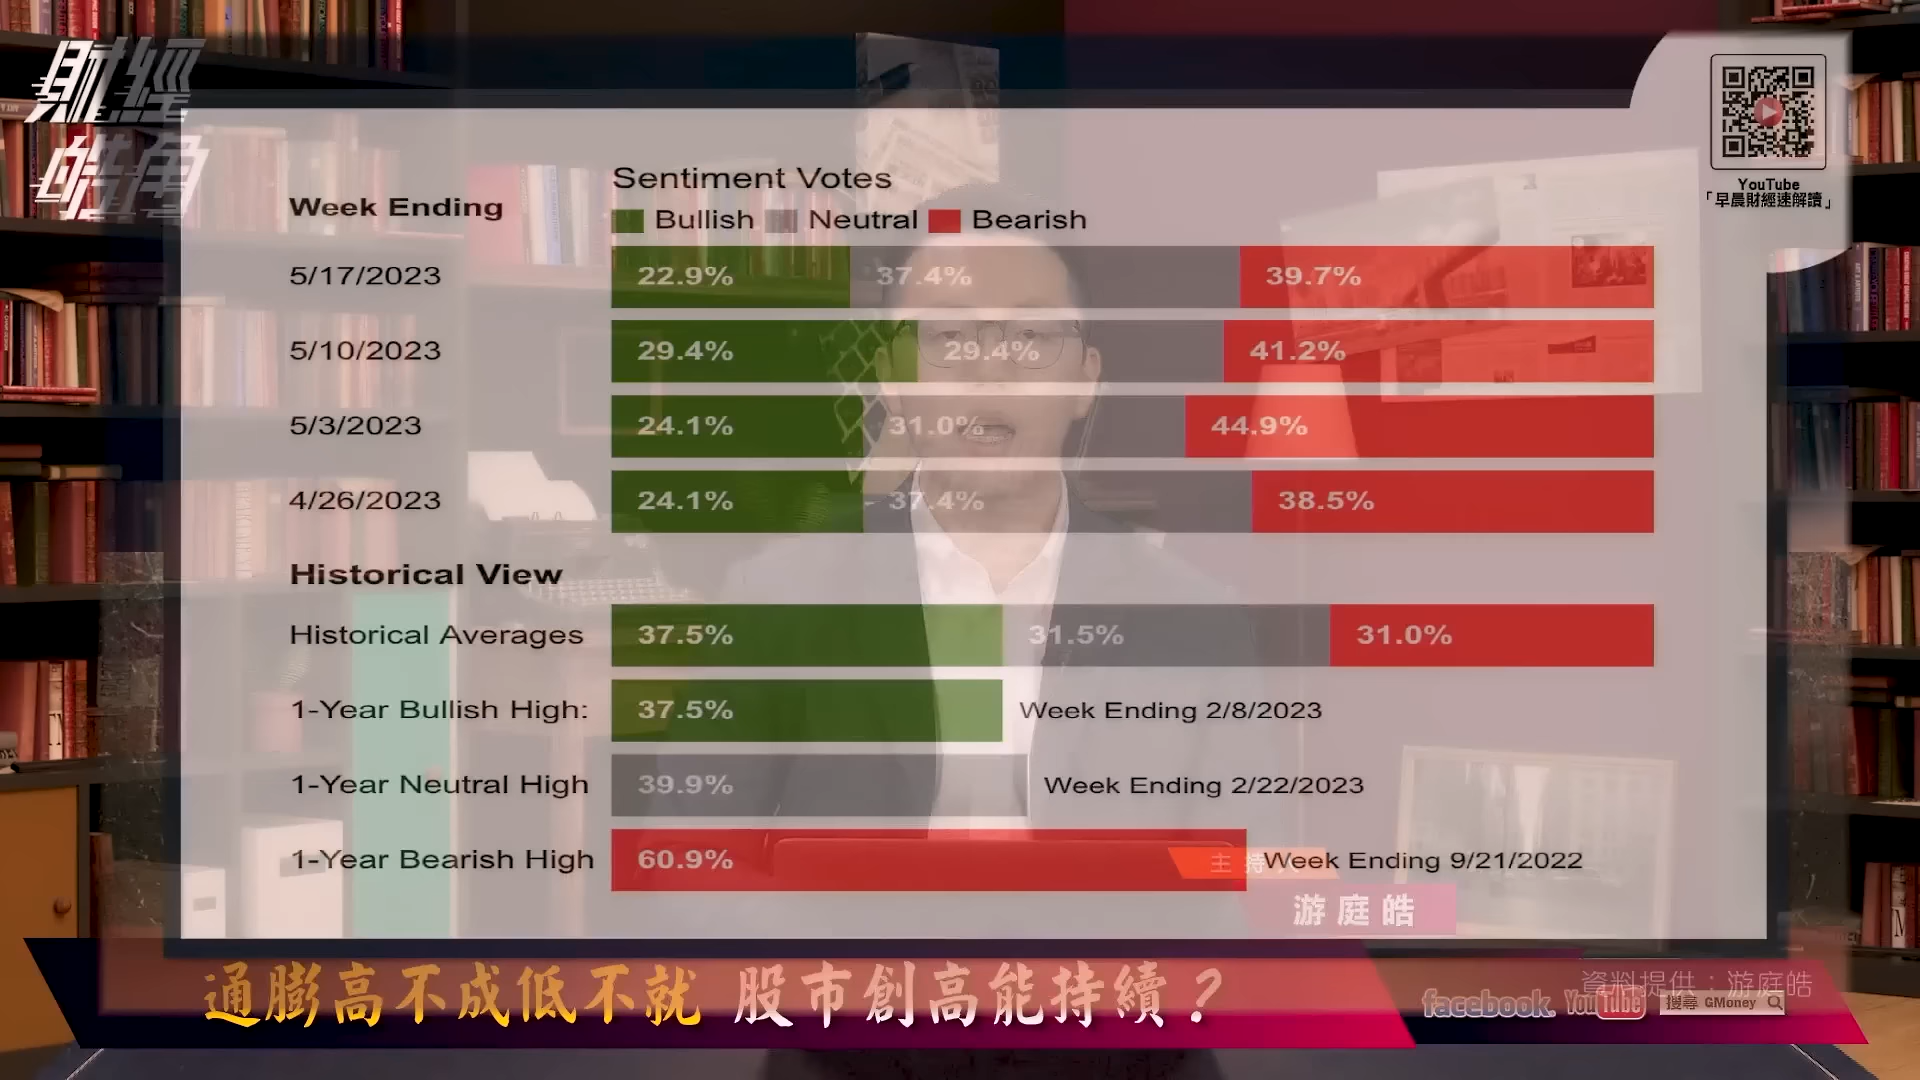 財經
皓角
YouTube
「早晨財經速解讀」
Sentiment Votes
Week Ending
Bullish Neutral Bearish
5/17/2023 22.9% 37.4% 39.7%
5/10/2023 29.4% 29.4% 41.2%
5/3/2023 24.1% 31.0% 44.9%
4/26/2023 24.1% 37.4% 38.5%
Historical View
Historical Averages 37.5% 31.5% 31.0%
1-Year Bullish High: 37.5% Week Ending 2/8/2023
1-Year Neutral High 39.9% Week Ending 2/22/2023
1-Year Bearish High 60.9% Week Ending 9/21/2022
主持人
游庭皓
通膨高不成低不就 股市創高能持續？
資料提供：游庭皓
facebook. YouTube 搜尋 GMoney